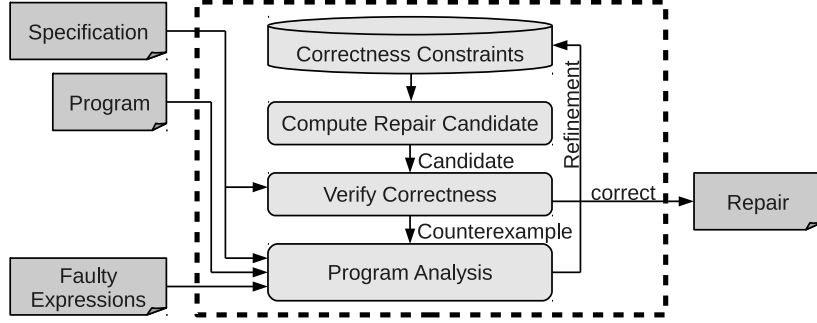 Specification
Correctness Constraints
Program
Compute Repair Candidate
Refinement
Candidate
Verify Correctness
correct
Repair
Counterexample
Program Analysis
Faulty
Expressions